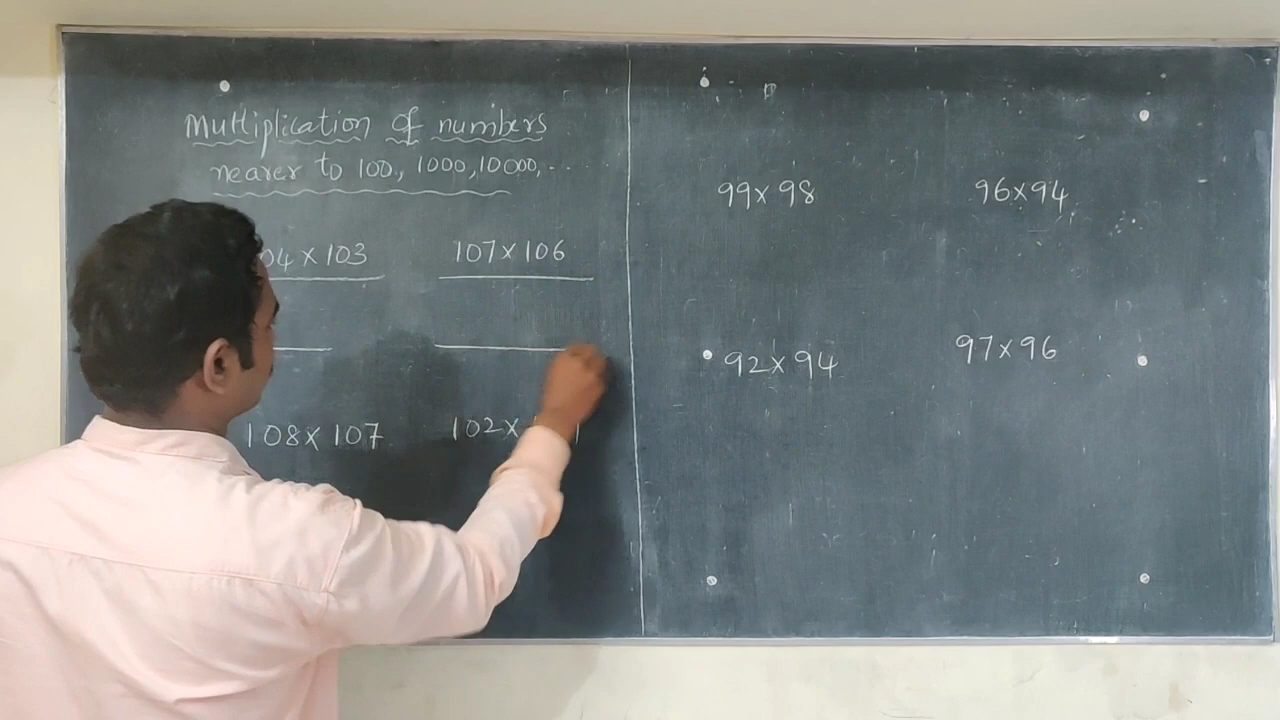 Multiplication of numbers
nearer to 100, 1000, 10000, ...
04 x 103
107 x 106
108 x 107
102 x
99 x 98
96 x 94
92 x 94
97 x 96